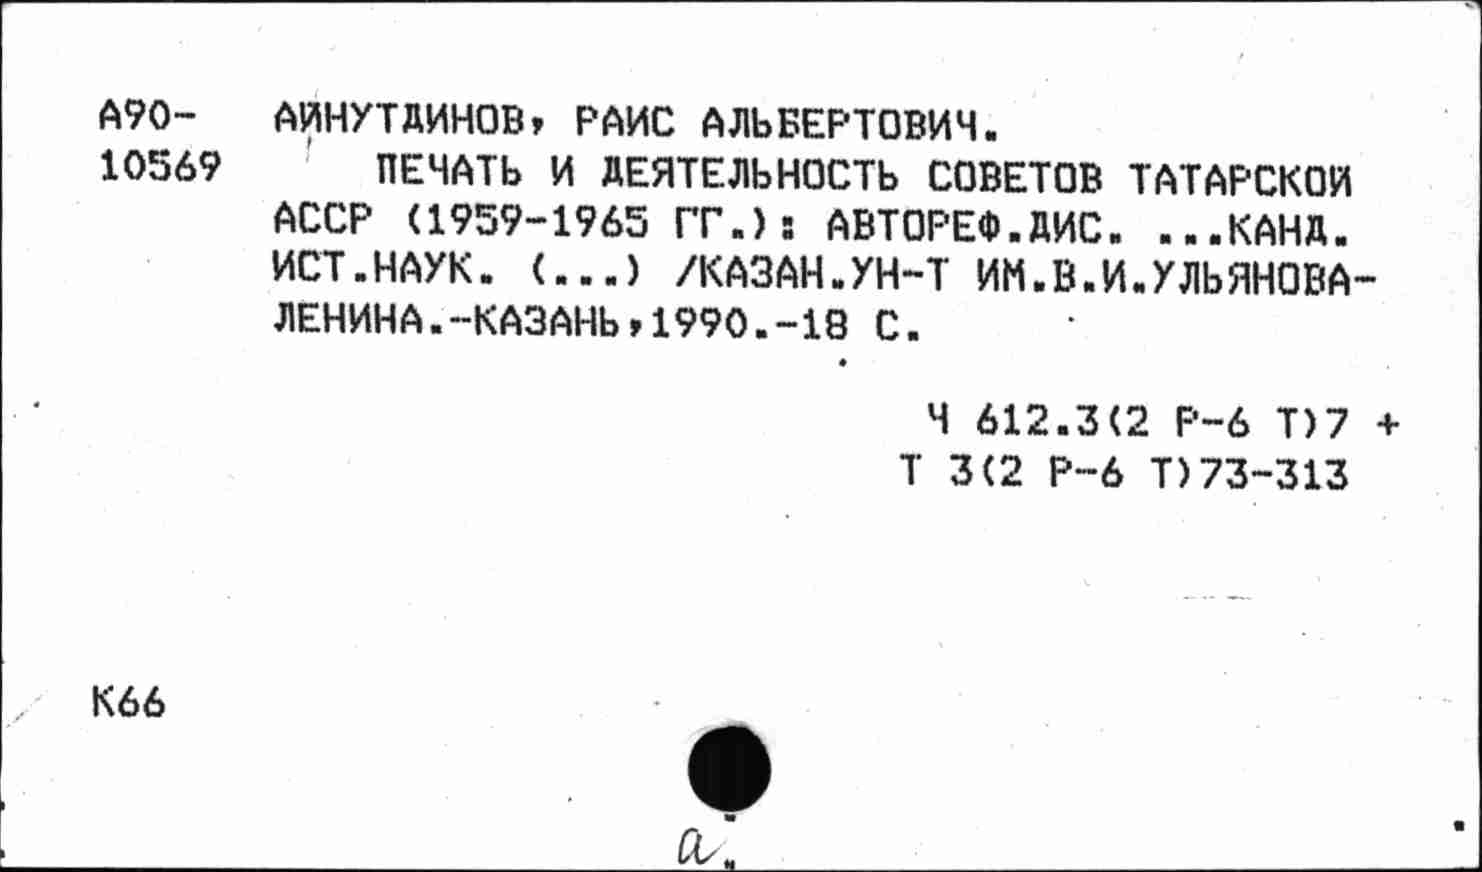 А90-
10569
АЙНУТДИНОВ, РАИС АЛЬБЕРТОВИЧ.
ПЕЧАТЬ И ДЕЯТЕЛЬНОСТЬ СОВЕТОВ ТАТАРСКОЙ
АССР (1959-1965 ГГ.): АВТОРЕФ.ДИС. ...КАНД.
ИСТ.НАУК. (...) /КАЗАН.УН-Т ИМ.В.И.УЛЬЯНОВА-
ЛЕНИНА.-КАЗАНЬ,1990.-18 С.
Ч 612.3(2 Р-6 Т)7 +
Т 3(2 Р-6 Т)73-313
К66
а